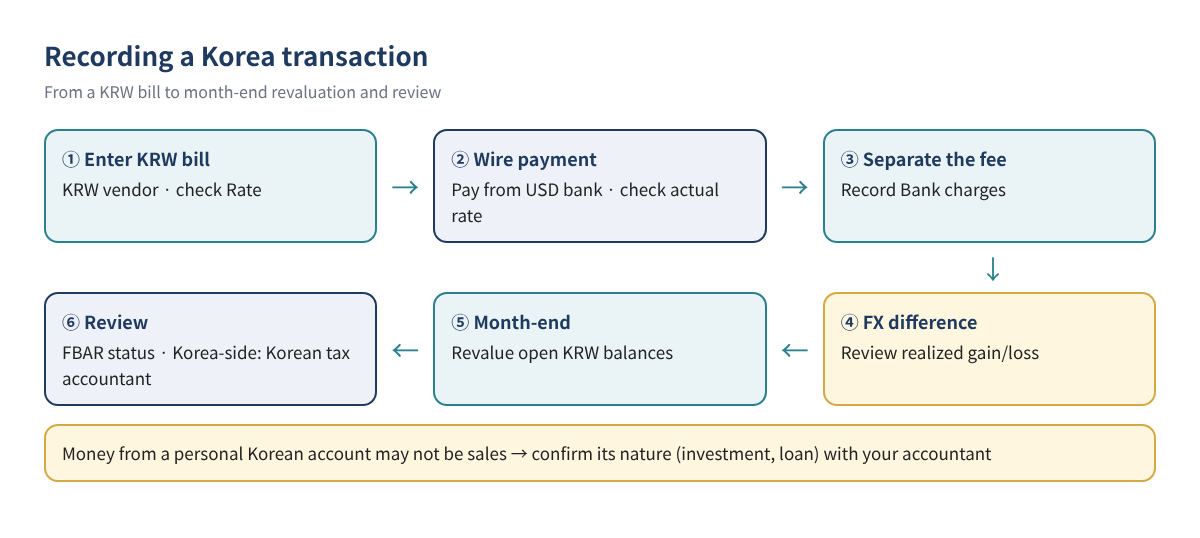 Recording a Korea transaction
From a KRW bill to month-end revaluation and review
① Enter KRW bill
KRW vendor · check Rate
→
② Wire payment
Pay from USD bank · check actual
rate
→
③ Separate the fee
Record Bank charges
↓
④ FX difference
Review realized gain/loss
←
⑤ Month-end
Revalue open KRW balances
←
⑥ Review
FBAR status · Korea-side: Korean tax
accountant
Money from a personal Korean account may not be sales → confirm its nature (investment, loan) with your accountant